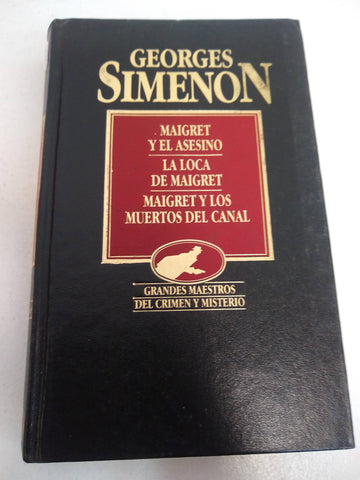 GEORGES
SIMENON
MAIGRET
Y EL ASESINO
LA LOCA
DE MAIGRET
MAIGRET Y LOS
MUERTOS DEL CANAL
GRANDES MAESTROS
DEL CRIMEN Y MISTERIO